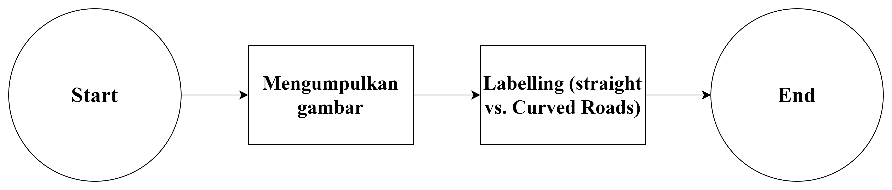 Start
Mengumpulkan
gambar
Labelling (straight
vs. Curved Roads)
End